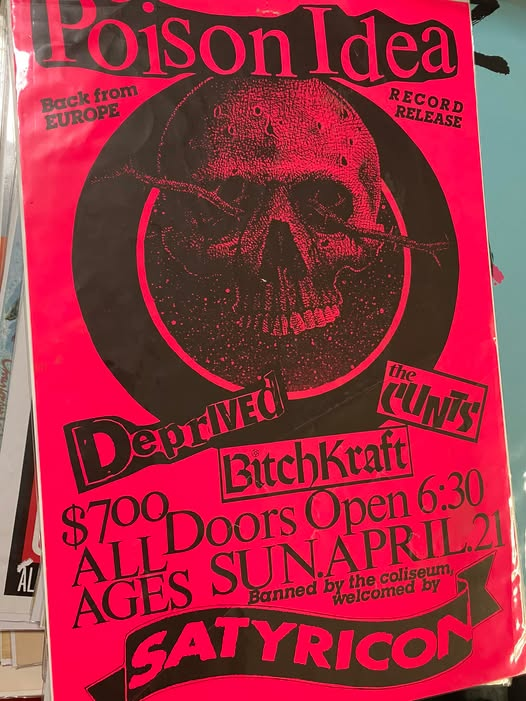 Poison Idea
Back from
EUROPE
RECORD
RELEASE
DeprIVED
the
CUNTS
BitchKraft
$700
Doors Open 6:30
ALL
AGES
SUN.APRIL.21
Banned by the coliseum,
welcomed by
SATYRICON
AL